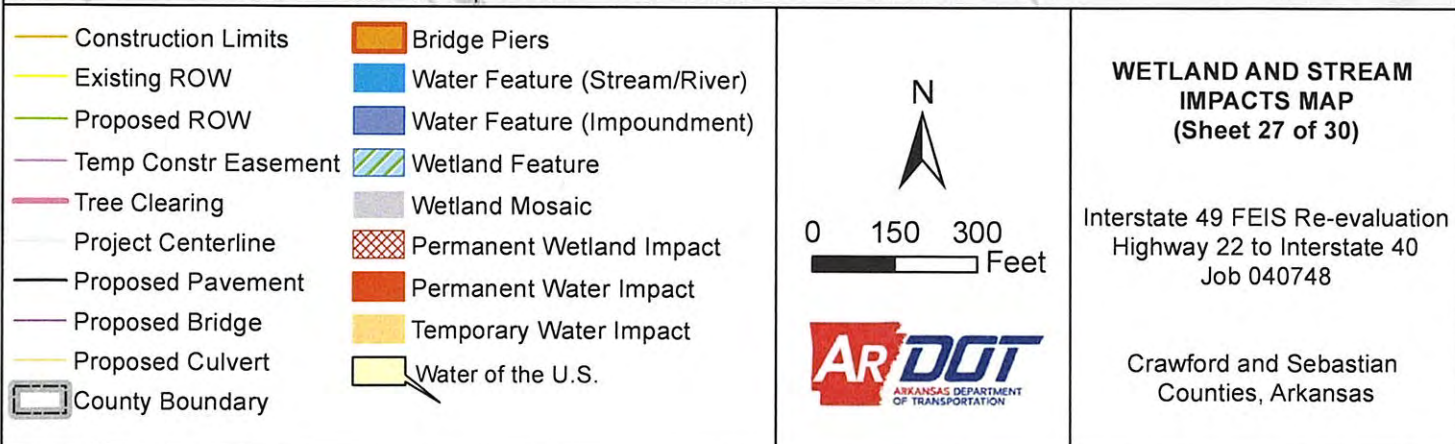 Construction Limits
Existing ROW
Proposed ROW
Temp Constr Easement
Tree Clearing
Project Centerline
Proposed Pavement
Proposed Bridge
Proposed Culvert
County Boundary
Bridge Piers
Water Feature (Stream/River)
Water Feature (Impoundment)
Wetland Feature
Wetland Mosaic
Permanent Wetland Impact
Permanent Water Impact
Temporary Water Impact
Water of the U.S.
N
0 150 300
Feet
ARDOT
ARKANSAS DEPARTMENT
OF TRANSPORTATION
WETLAND AND STREAM
IMPACTS MAP
(Sheet 27 of 30)
Interstate 49 FEIS Re-evaluation
Highway 22 to Interstate 40
Job 040748
Crawford and Sebastian
Counties, Arkansas